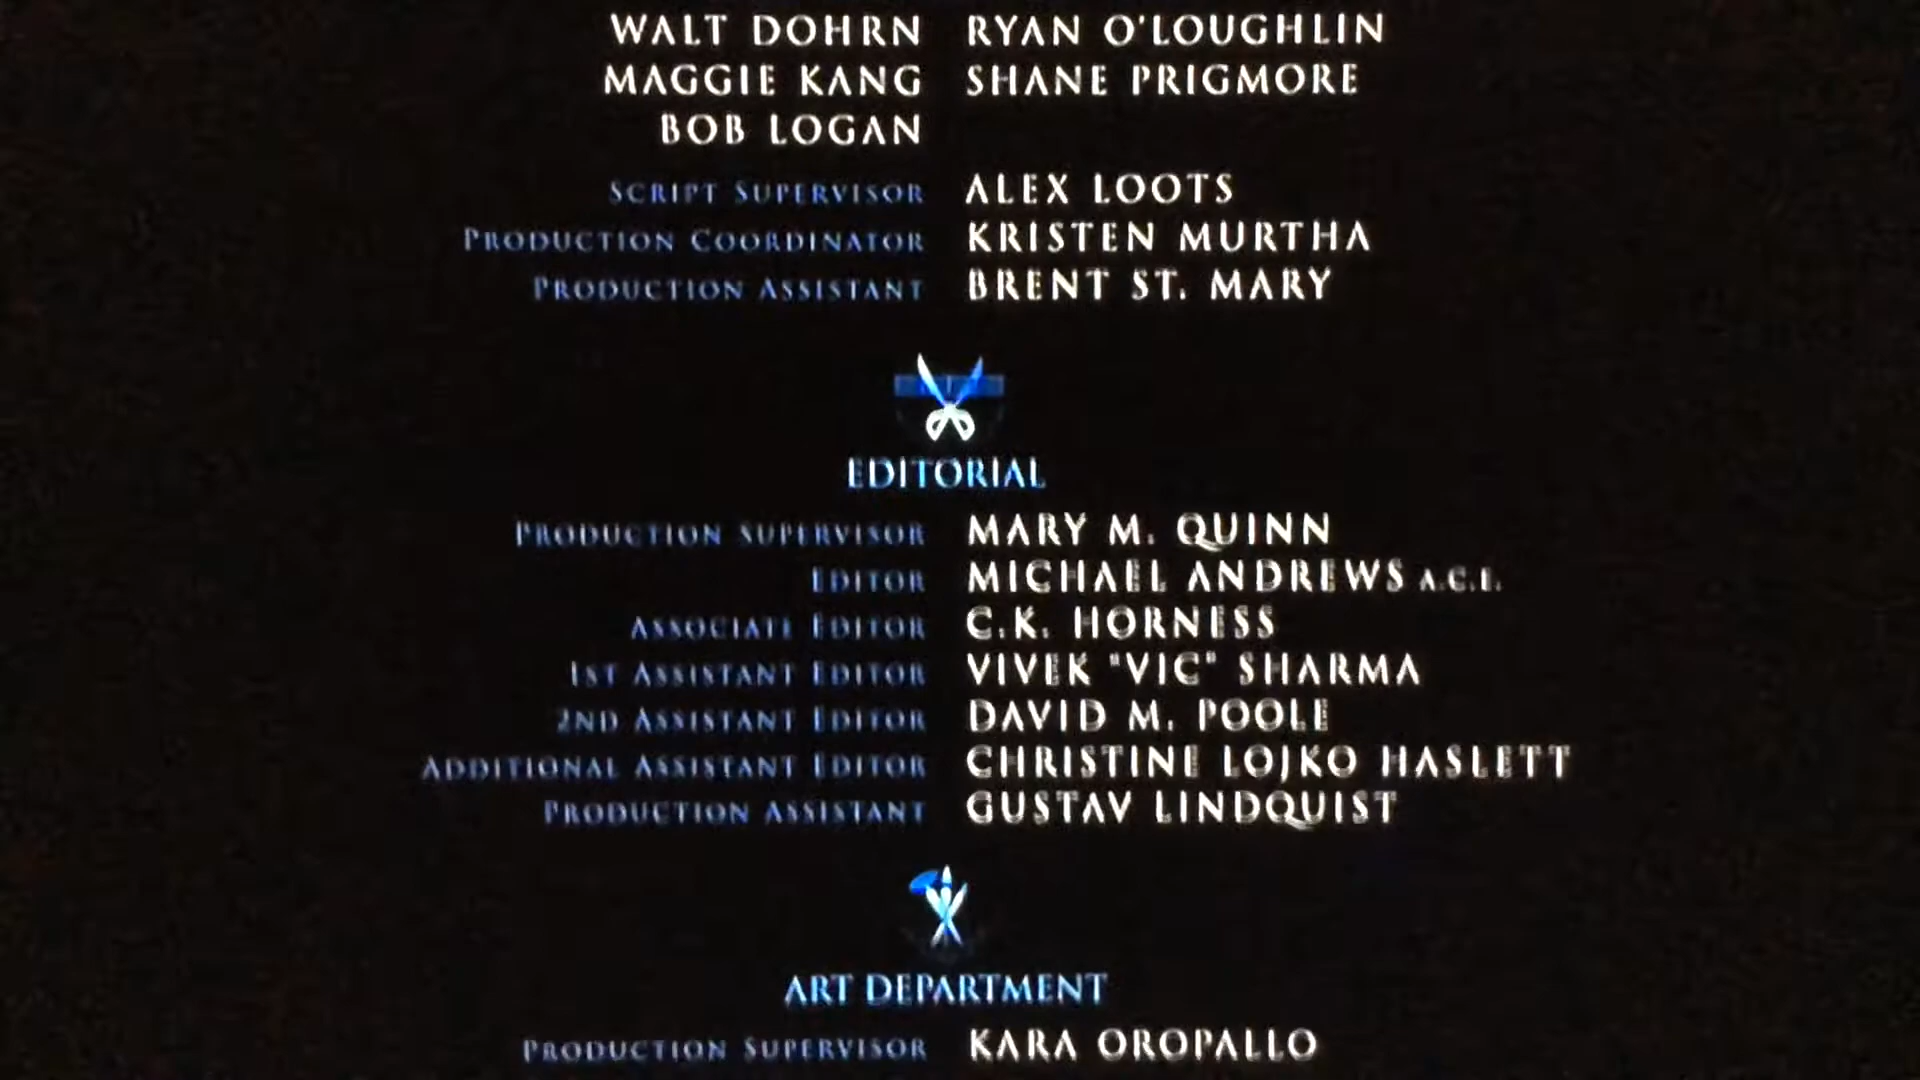 WALT DOHRN RYAN O'LOUGHLIN
MAGGIE KANG SHANE PRIGMORE
BOB LOGAN
SCRIPT SUPERVISOR ALEX LOOTS
PRODUCTION COORDINATOR KRISTEN MURTHA
PRODUCTION ASSISTANT BRENT ST. MARY
EDITORIAL
PRODUCTION SUPERVISOR MARY M. QUINN
EDITOR MICHAEL ANDREWS A.C.E.
ASSOCIATE EDITOR C.K. HORNESS
1ST ASSISTANT EDITOR VIVEK "VIC" SHARMA
2ND ASSISTANT EDITOR DAVID M. POOLE
ADDITIONAL ASSISTANT EDITOR CHRISTINE LOJKO HASLETT
PRODUCTION ASSISTANT GUSTAV LINDQUIST
ART DEPARTMENT
PRODUCTION SUPERVISOR KARA OROPALLO